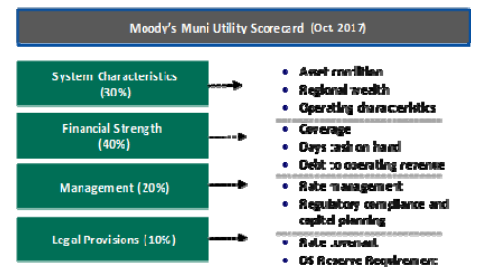 Moody's Muni Utility Scorecard (Oct. 2017)
System Characteristics
(30%)
• Asset condition
• Regional wealth
• Operating characteristics
Financial Strength
(40%)
• Coverage
• Days cash on hand
• Debt to operating revenue
Management (20%)
• Rate management
• Regulatory compliance and
capital planning
Legal Provisions (10%)
• Rate covenant
• DS Reserve Requirement